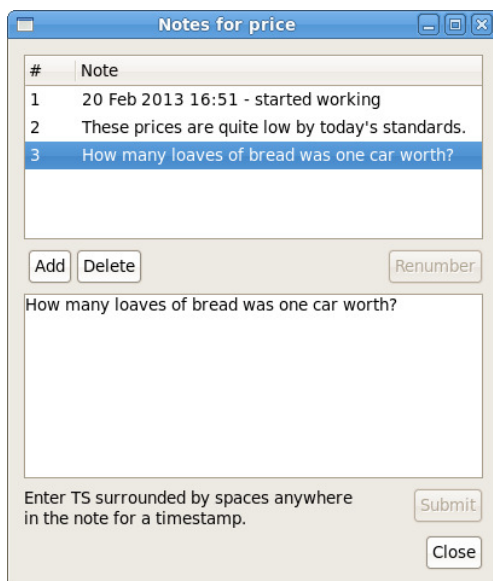 Notes for price
# Note
1 20 Feb 2013 16:51 - started working
2 These prices are quite low by today's standards.
3 How many loaves of bread was one car worth?
Add Delete Renumber
How many loaves of bread was one car worth?
Enter TS surrounded by spaces anywhere
in the note for a timestamp.
Submit
Close